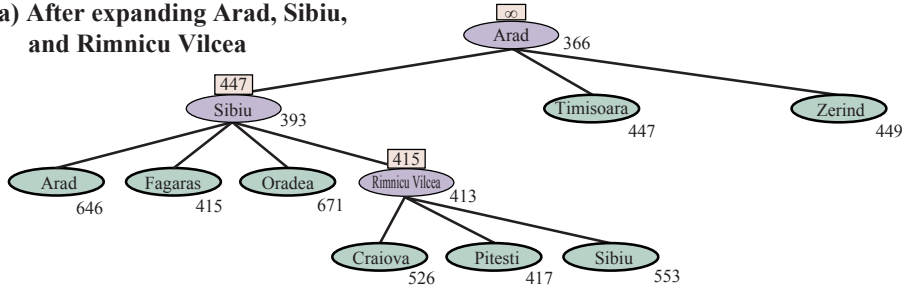 a) After expanding Arad, Sibiu,
and Rimnicu Vilcea
∞
Arad
366
447
Sibiu
393
Timisoara
447
Zerind
449
Arad
646
Fagaras
415
Oradea
671
415
Rimnicu Vilcea
413
Craiova
526
Pitesti
417
Sibiu
553